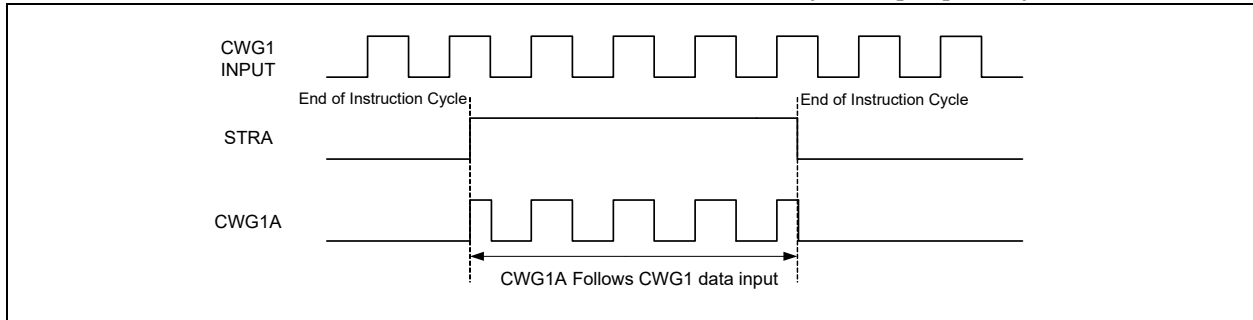 CWG1
INPUT
End of Instruction Cycle
End of Instruction Cycle
STRA
CWG1A
CWG1A Follows CWG1 data input